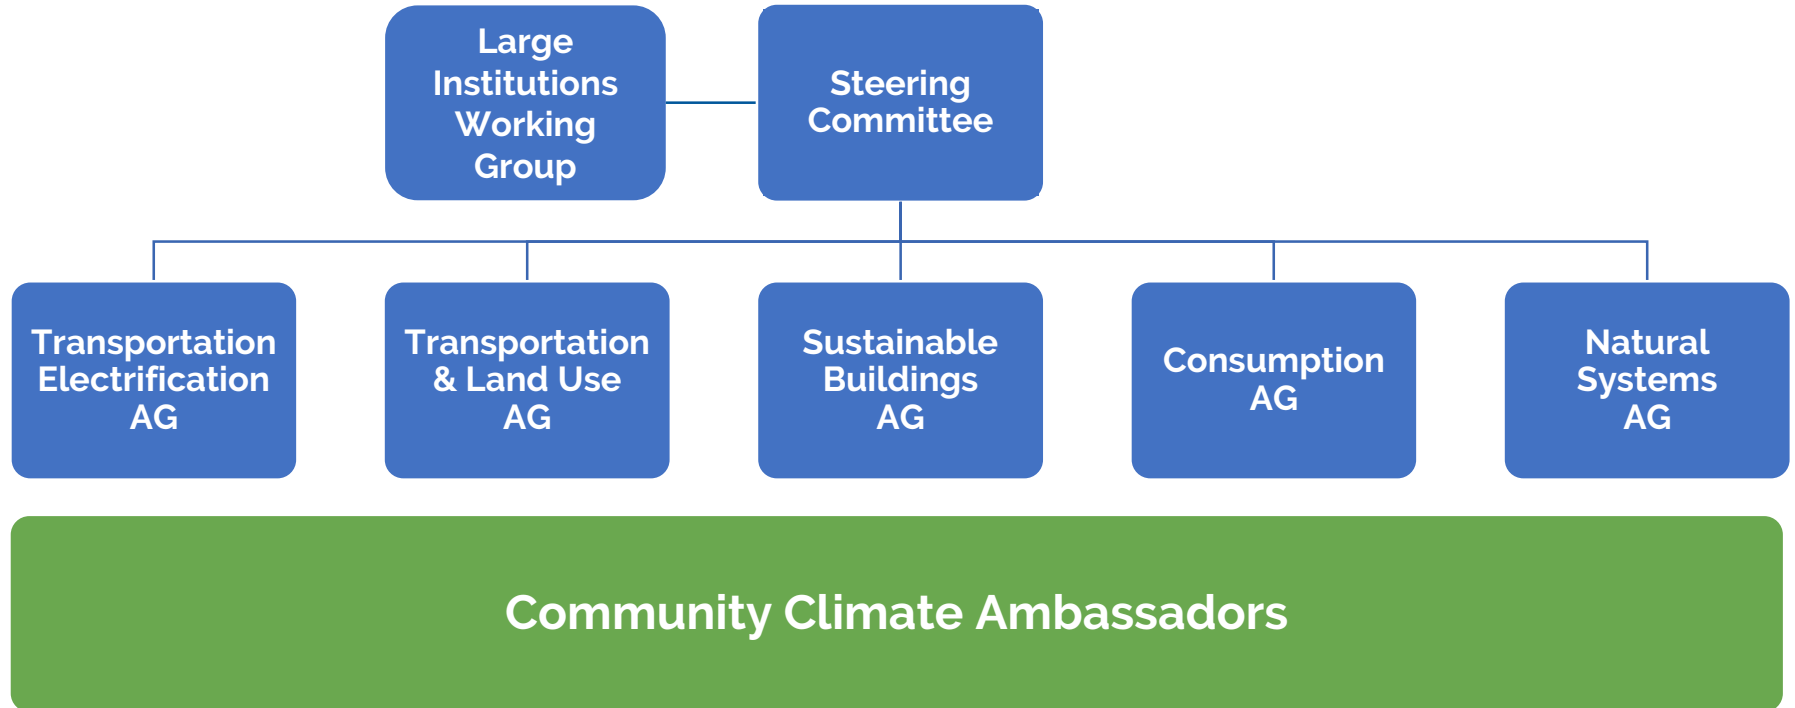 Large
Institutions
Working
Group
Steering
Committee
Transportation
Electrification
AG
Transportation
& Land Use
AG
Sustainable
Buildings
AG
Consumption
AG
Natural
Systems
AG
Community Climate Ambassadors